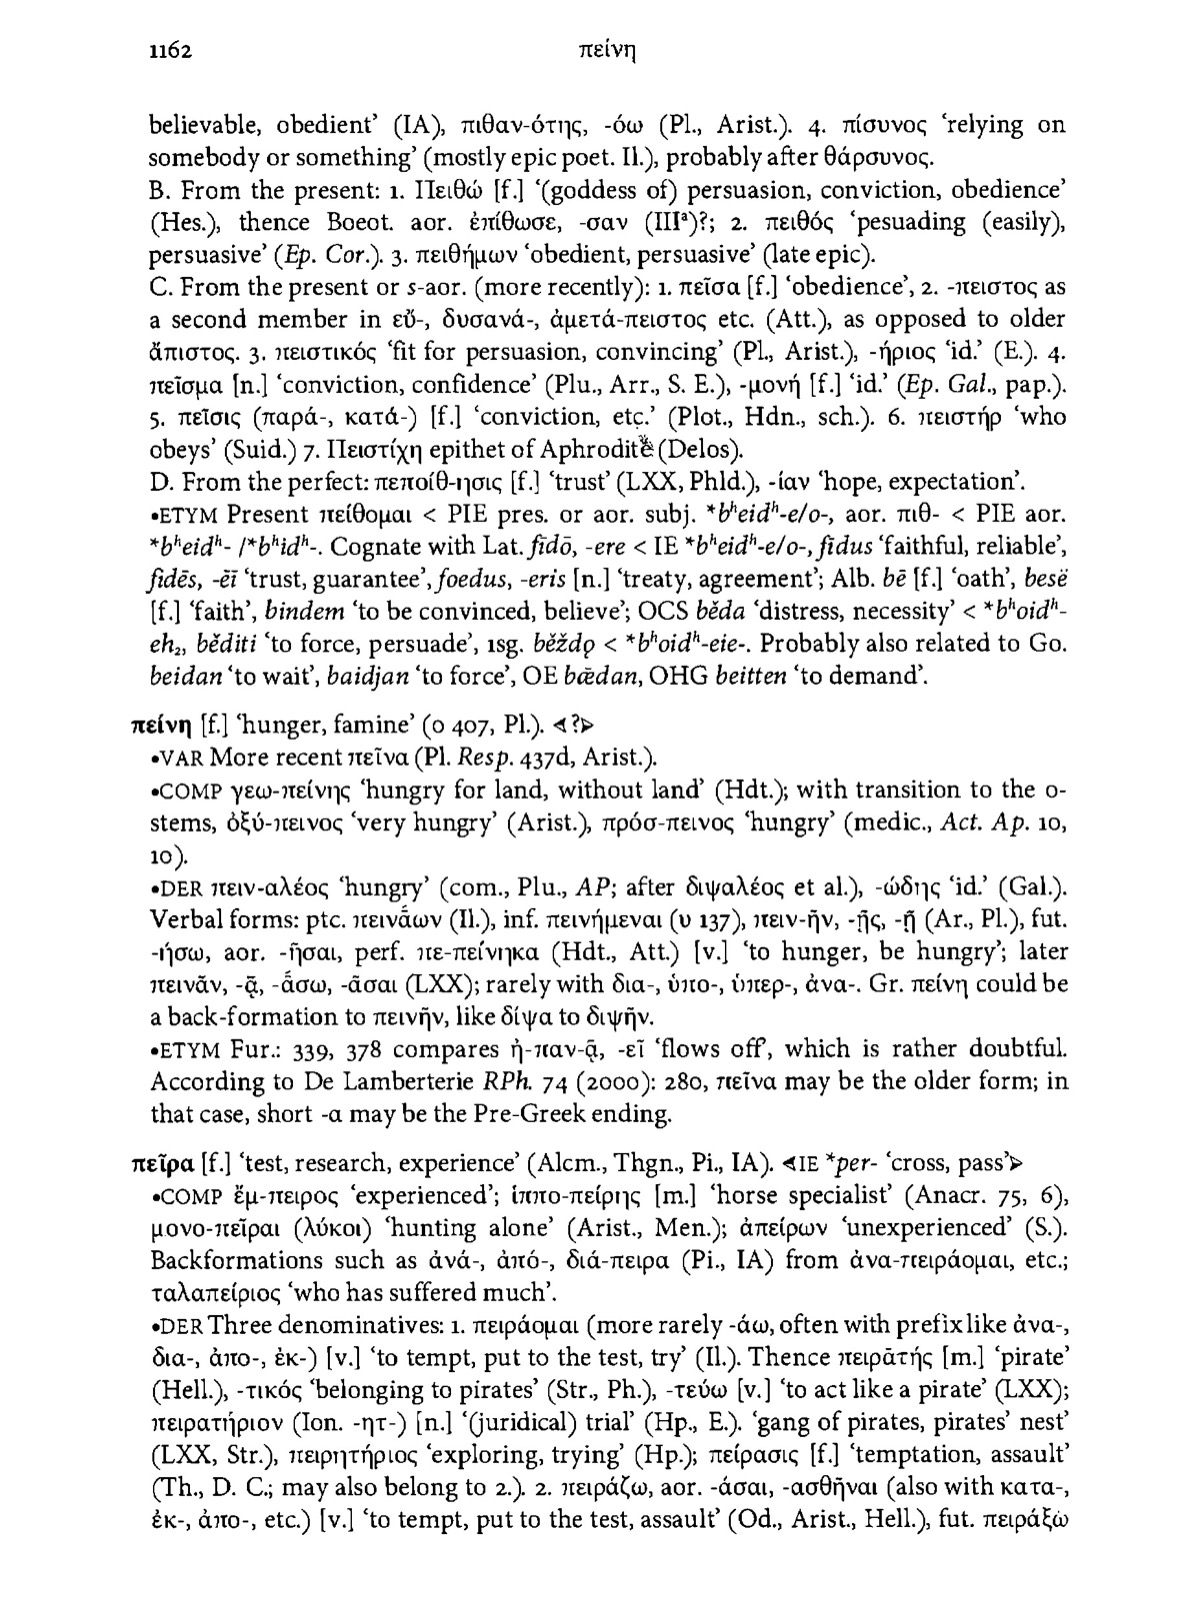 1162 πείνη
believable, obedient’ (IA), πιθαν-ότης, -όω (Pl., Arist.). 4. πίσυνος ‘relying on
somebody or something’ (mostly epic poet. Il.), probably after θάρσυνος.
B. From the present: 1. Πειθώ [f.] ‘(goddess of) persuasion, conviction, obedience’
(Hes.), thence Boeot. aor. ἐπίθωσε, -σαν (IIIᵃ)?; 2. πειθός ‘pesuading (easily),
persuasive’ (Ep. Cor.). 3. πειθήμων ‘obedient, persuasive’ (late epic).
C. From the present or s-aor. (more recently): 1. πεῖσα [f.] ‘obedience’, 2. -πειστος as
a second member in εὔ-, δυσανά-, ἀμετά-πειστος etc. (Att.), as opposed to older
ἄπιστος. 3. πειστικός ‘fit for persuasion, convincing’ (Pl., Arist.), -ήριος ‘id.’ (E.). 4.
πεῖσμα [n.] ‘conviction, confidence’ (Plu., Arr., S. E.), -μονή [f.] ‘id.’ (Ep. Gal., pap.).
5. πεῖσις (παρά-, κατά-) [f.] ‘conviction, etc.’ (Plot., Hdn., sch.). 6. πειστήρ ‘who
obeys’ (Suid.) 7. Πειστίχη epithet of Aphrodite (Delos).
D. From the perfect: πεποίθ-ησις [f.] ‘trust’ (LXX, Phld.), -ίαν ‘hope, expectation’.
•ETYM Present πείθομαι < PIE pres. or aor. subj. *bʰeidʰ-e/o-, aor. πιθ- < PIE aor.
*bʰeidʰ- /*bʰidʰ-. Cognate with Lat. fīdō, -ere < IE *bʰeidʰ-e/o-, fīdus ‘faithful, reliable’,
fidēs, -ĕī ‘trust, guarantee’, foedus, -eris [n.] ‘treaty, agreement’; Alb. bē [f.] ‘oath’, besë
[f.] ‘faith’, bindem ‘to be convinced, believe’; OCS běda ‘distress, necessity’ < *bʰoidʰ-
eh₂, běditi ‘to force, persuade’, 1sg. běždǫ < *bʰoidʰ-eie-. Probably also related to Go.
beidan ‘to wait’, baidjan ‘to force’, OE bǣdan, OHG beitten ‘to demand’.
πείνη [f.] ‘hunger, famine’ (ο 407, Pl.). ⊲?⊳
•VAR More recent πεῖνα (Pl. Resp. 437d, Arist.).
•COMP γεω-πείνης ‘hungry for land, without land’ (Hdt.); with transition to the o-
stems, ὀξύ-πεινος ‘very hungry’ (Arist.), πρόσ-πεινος ‘hungry’ (medic., Act. Ap. 10,
10).
•DER πειν-αλέος ‘hungry’ (com., Plu., AP; after διψαλέος et al.), -ώδης ‘id.’ (Gal.).
Verbal forms: ptc. πεινᾱ́ων (Il.), inf. πεινήμεναι (υ 137), πειν-ῆν, -ῇς, -ῇ (Ar., Pl.), fut.
-ήσω, aor. -ῆσαι, perf. πε-πείνηκα (Hdt., Att.) [v.] ‘to hunger, be hungry’; later
πεινᾶν, -ᾷ, -ᾱ́σω, -ᾶσαι (LXX); rarely with δια-, ὑπο-, ὑπερ-, ἀνα-. Gr. πείνη could be
a back-formation to πεινῆν, like δίψα to διψῆν.
•ETYM Fur.: 339, 378 compares ἠ-παν-ᾷ, -εῖ ‘flows off’, which is rather doubtful.
According to De Lamberterie RPh. 74 (2000): 280, πεῖνα may be the older form; in
that case, short -α may be the Pre-Greek ending.
πεῖρα [f.] ‘test, research, experience’ (Alcm., Thgn., Pi., IA). ⊲IE *per- ‘cross, pass’⊳
•COMP ἔμ-πειρος ‘experienced’; ἱππο-πείρης [m.] ‘horse specialist’ (Anacr. 75, 6),
μονο-πεῖραι (λύκοι) ‘hunting alone’ (Arist., Men.); ἀπείρων ‘unexperienced’ (S.).
Backformations such as ἀνά-, ἀπό-, διά-πειρα (Pi., IA) from ἀνα-πειράομαι, etc.;
ταλαπείριος ‘who has suffered much’.
•DER Three denominatives: 1. πειράομαι (more rarely -άω, often with prefix like ἀνα-,
δια-, ἀπο-, ἐκ-) [v.] ‘to tempt, put to the test, try’ (Il.). Thence πειρᾱτής [m.] ‘pirate’
(Hell.), -τικός ‘belonging to pirates’ (Str., Ph.), -τεύω [v.] ‘to act like a pirate’ (LXX);
πειρατήριον (Ion. -ητ-) [n.] ‘(juridical) trial’ (Hp., E.). ‘gang of pirates, pirates’ nest’
(LXX, Str.), πειρητήριος ‘exploring, trying’ (Hp.); πείρασις [f.] ‘temptation, assault’
(Th., D. C.; may also belong to 2.). 2. πειράζω, aor. -άσαι, -ασθῆναι (also with κατα-,
ἐκ-, ἀπο-, etc.) [v.] ‘to tempt, put to the test, assault’ (Od., Arist., Hell.), fut. πειράξω